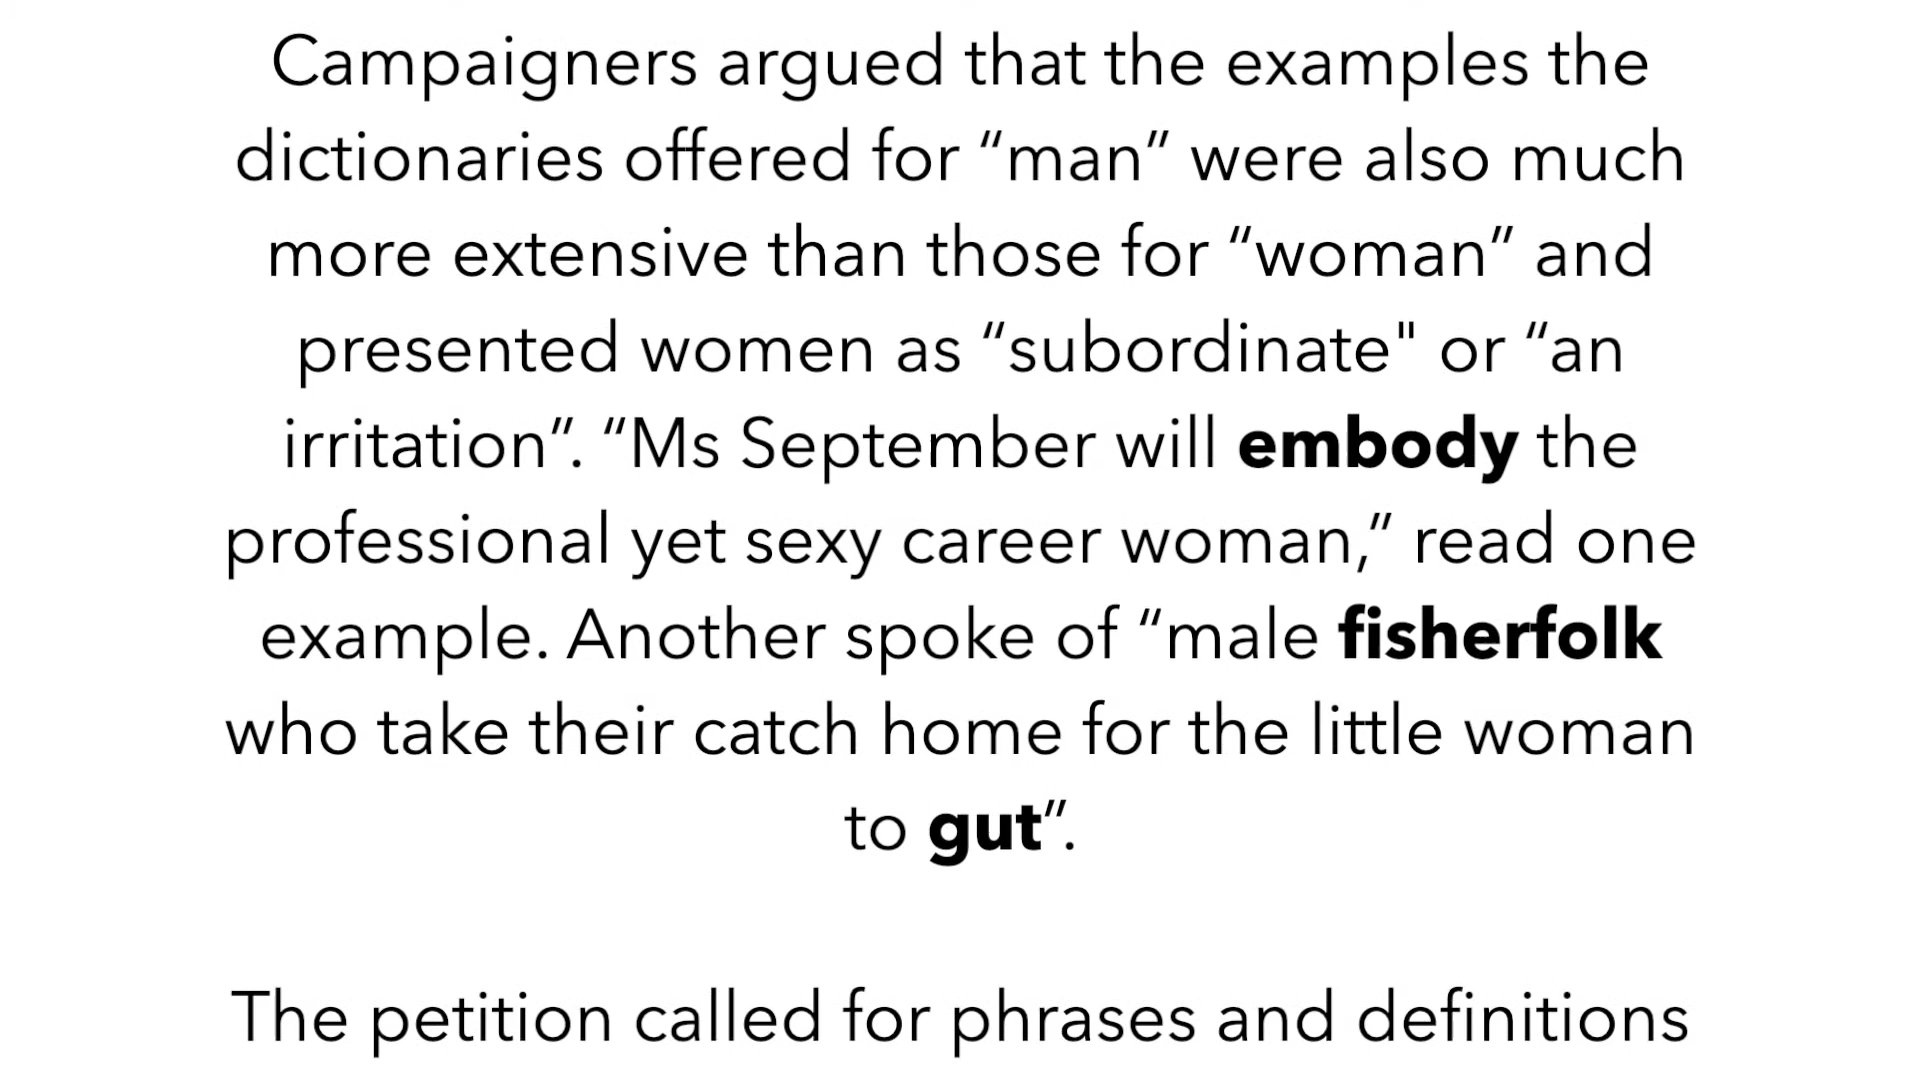 Campaigners argued that the examples the
dictionaries offered for “man” were also much
more extensive than those for “woman” and
presented women as “subordinate" or “an
irritation”. “Ms September will embody the
professional yet sexy career woman,” read one
example. Another spoke of “male fisherfolk
who take their catch home for the little woman
to gut”.
The petition called for phrases and definitions